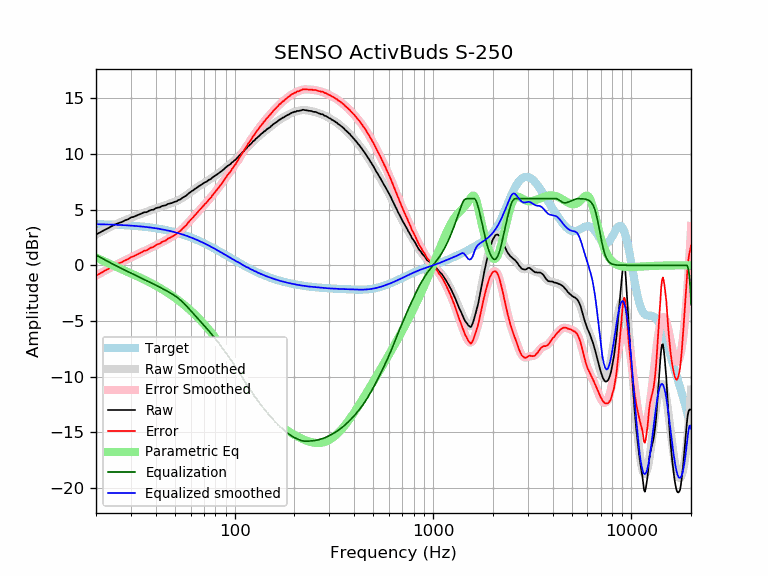 SENSO ActivBuds S-250
Amplitude (dBr)
15
10
5
0
−5
−10
−15
−20
Target
Raw Smoothed
Error Smoothed
Raw
Error
Parametric Eq
Equalization
Equalized smoothed
100
1000
10000
Frequency (Hz)